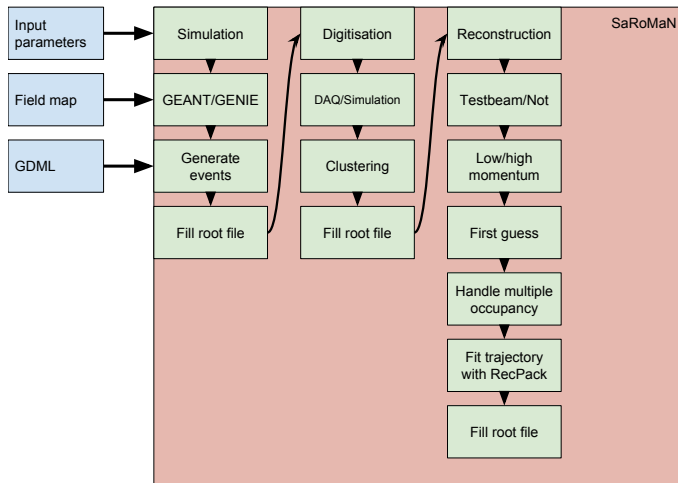 SaRoMaN
Input
parameters
Field map
GDML
Simulation
GEANT/GENIE
Generate
events
Fill root file
Digitisation
DAQ/Simulation
Clustering
Fill root file
Reconstruction
Testbeam/Not
Low/high
momentum
First guess
Handle multiple
occupancy
Fit trajectory
with RecPack
Fill root file